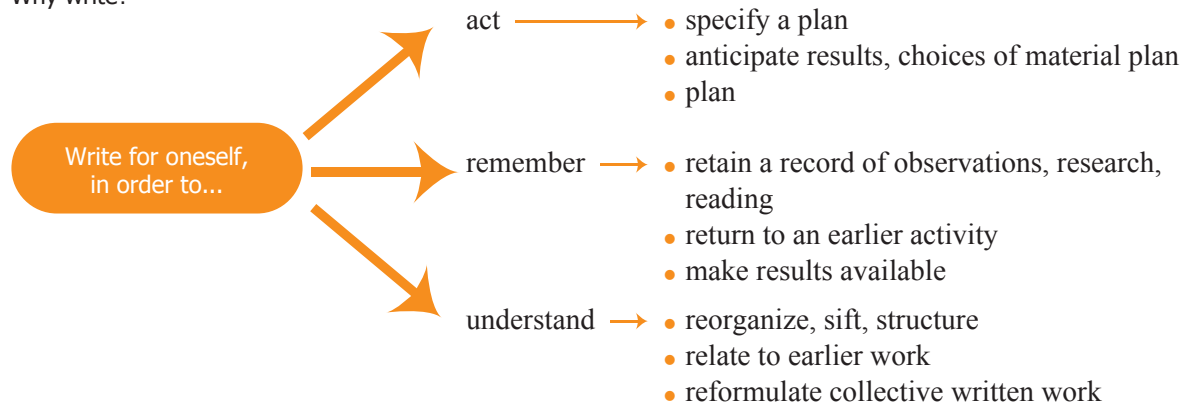 Why write?
Write for oneself,
in order to...
act
• specify a plan
• anticipate results, choices of material plan
• plan
remember
• retain a record of observations, research,
reading
• return to an earlier activity
• make results available
understand
• reorganize, sift, structure
• relate to earlier work
• reformulate collective written work